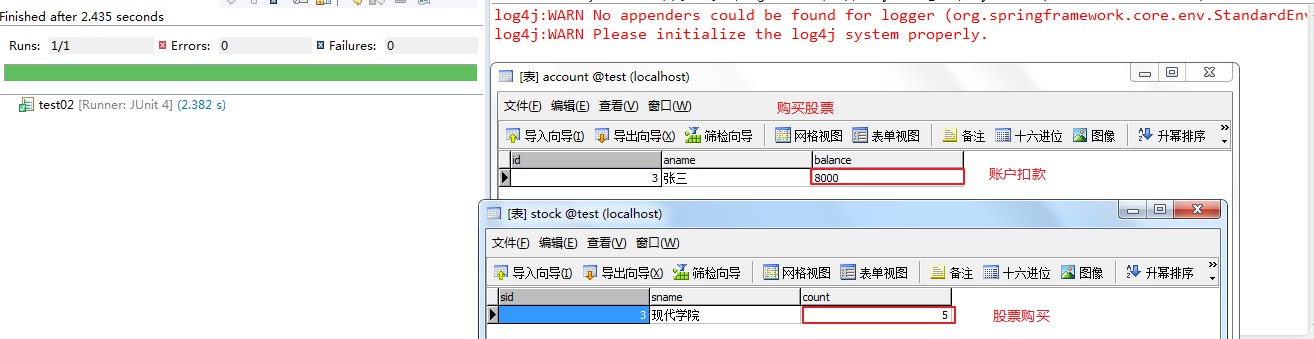 Finished after 2.435 seconds
Runs: 1/1 Errors: 0 Failures: 0
test02 [Runner: JUnit 4] (2.382 s)
log4j:WARN No appenders could be found for logger (org.springframework.core.env.StandardEnv
log4j:WARN Please initialize the log4j system properly.
[表] account @test (localhost)
文件(F) 编辑(E) 查看(V) 窗口(W) 购买股票
导入向导(I) 导出向导(X) 筛检向导 网格视图 表单视图 备注 十六进位 图像 升幂排序 »
id aname balance
3 张三 8000 账户扣款
[表] stock @test (localhost)
文件(F) 编辑(E) 查看(V) 窗口(W)
导入向导(I) 导出向导(X) 筛检向导 网格视图 表单视图 备注 十六进位 图像 升幂排序 »
sid sname count
3 现代学院 5 股票购买